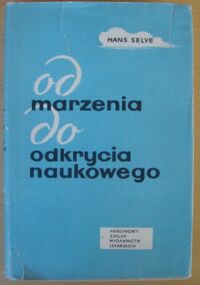 HANS SELYE
od
marzenia
do
odkrycia
naukowego
PAŃSTWOWY
ZAKŁAD
WYDAWNICTW
LEKARSKICH